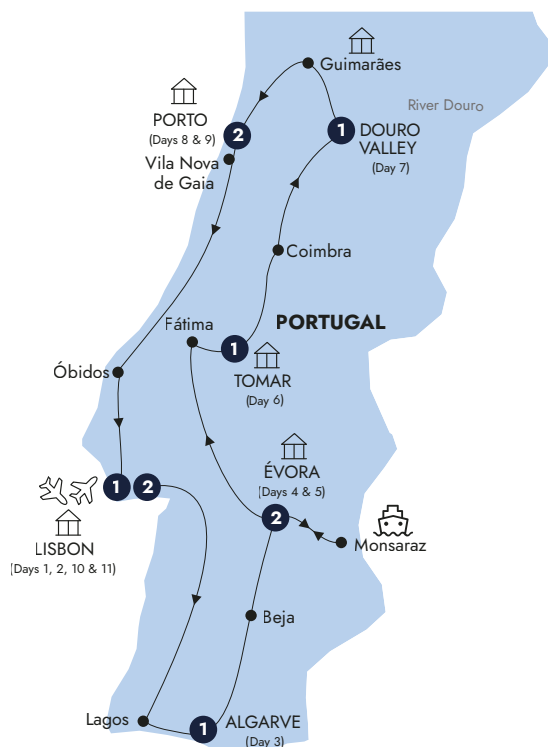 Guimarães
River Douro
PORTO
(Days 8 & 9)
2
1
DOURO
VALLEY
(Day 7)
Vila Nova
de Gaia
Coimbra
PORTUGAL
Fátima
1
TOMAR
(Day 6)
Óbidos
ÉVORA
(Days 4 & 5)
1
2
2
LISBON
(Days 1, 2, 10 & 11)
Monsaraz
Beja
Lagos
1
ALGARVE
(Day 3)